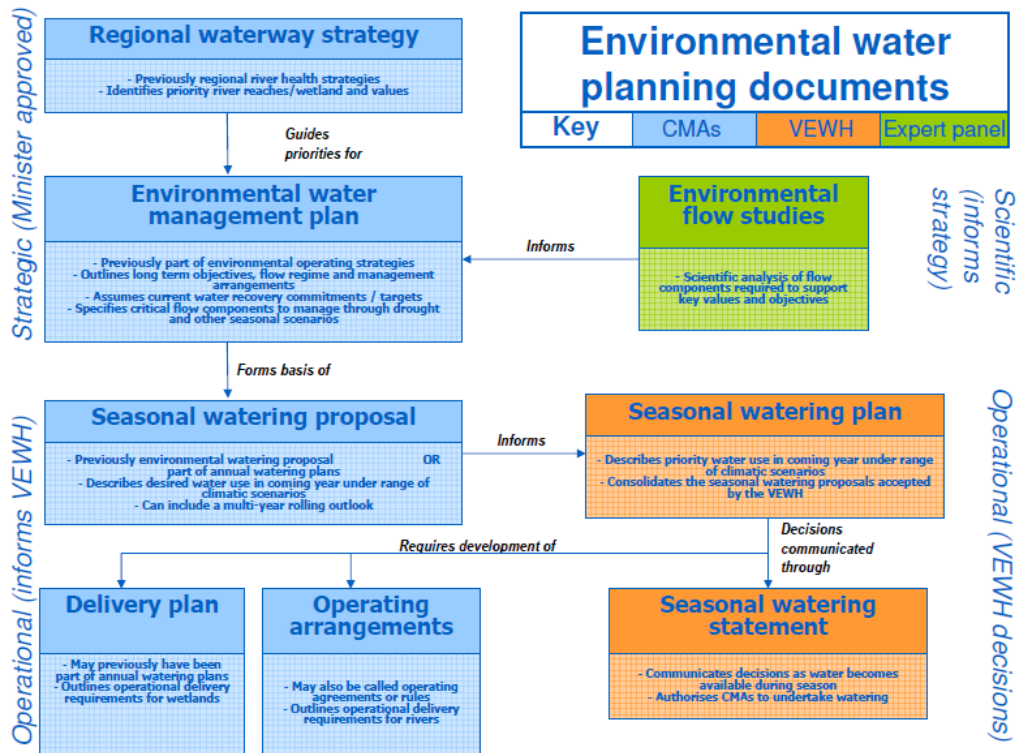 Regional waterway strategy
- Previously regional river health strategies
- Identifies priority river reaches/wetland and values
Environmental water
planning documents
Key
CMAs
VEWH
Expert panel
Strategic (Minister approved)
Guides
priorities for
Environmental water
management plan
- Previously part of environmental operating strategies
- Outlines long term objectives, flow regime and management
arrangements
- Assumes current water recovery commitments / targets
- Specifies critical flow components to manage through drought
and other seasonal scenarios
Informs
Environmental
flow studies
- Scientific analysis of flow
components required to support
key values and objectives
Scientific
(informs
strategy)
Forms basis of
Operational (informs VEWH)
Seasonal watering proposal
- Previously environmental watering proposal OR
part of annual watering plans
- Describes desired water use in coming year under range of
climatic scenarios
- Can include a multi-year rolling outlook
Informs
Seasonal watering plan
- Describes priority water use in coming year under range
of climatic scenarios
- Consolidates the seasonal watering proposals accepted
by the VEWH
Operational (VEWH decisions)
Requires development of
Decisions
communicated
through
Delivery plan
- May previously have been
part of annual watering plans
- Outlines operational delivery
requirements for wetlands
Operating
arrangements
- May also be called operating
agreements or rules
- Outlines operational delivery
requirements for rivers
Seasonal watering
statement
- Communicates decisions as water becomes
available during season
- Authorises CMAs to undertake watering